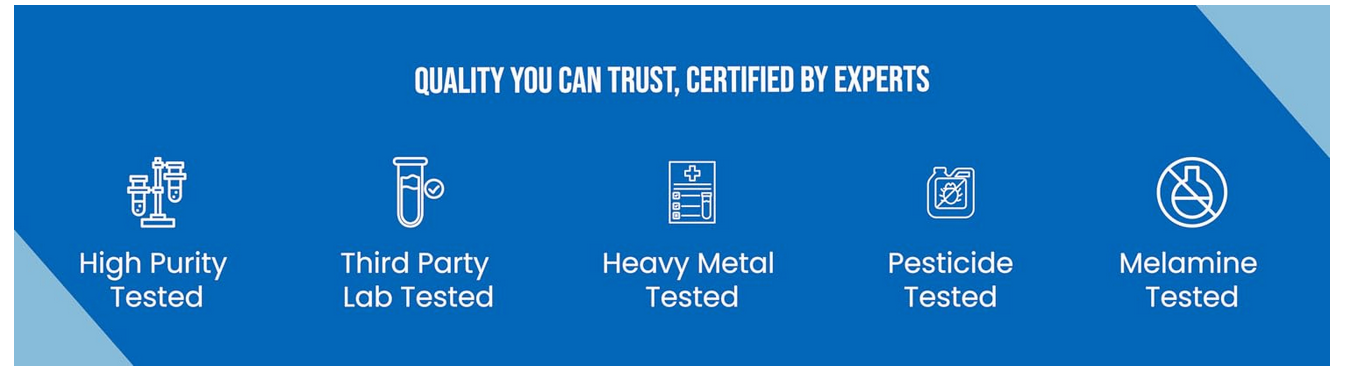 QUALITY YOU CAN TRUST, CERTIFIED BY EXPERTS
High Purity
Tested
Third Party
Lab Tested
Heavy Metal
Tested
Pesticide
Tested
Melamine
Tested